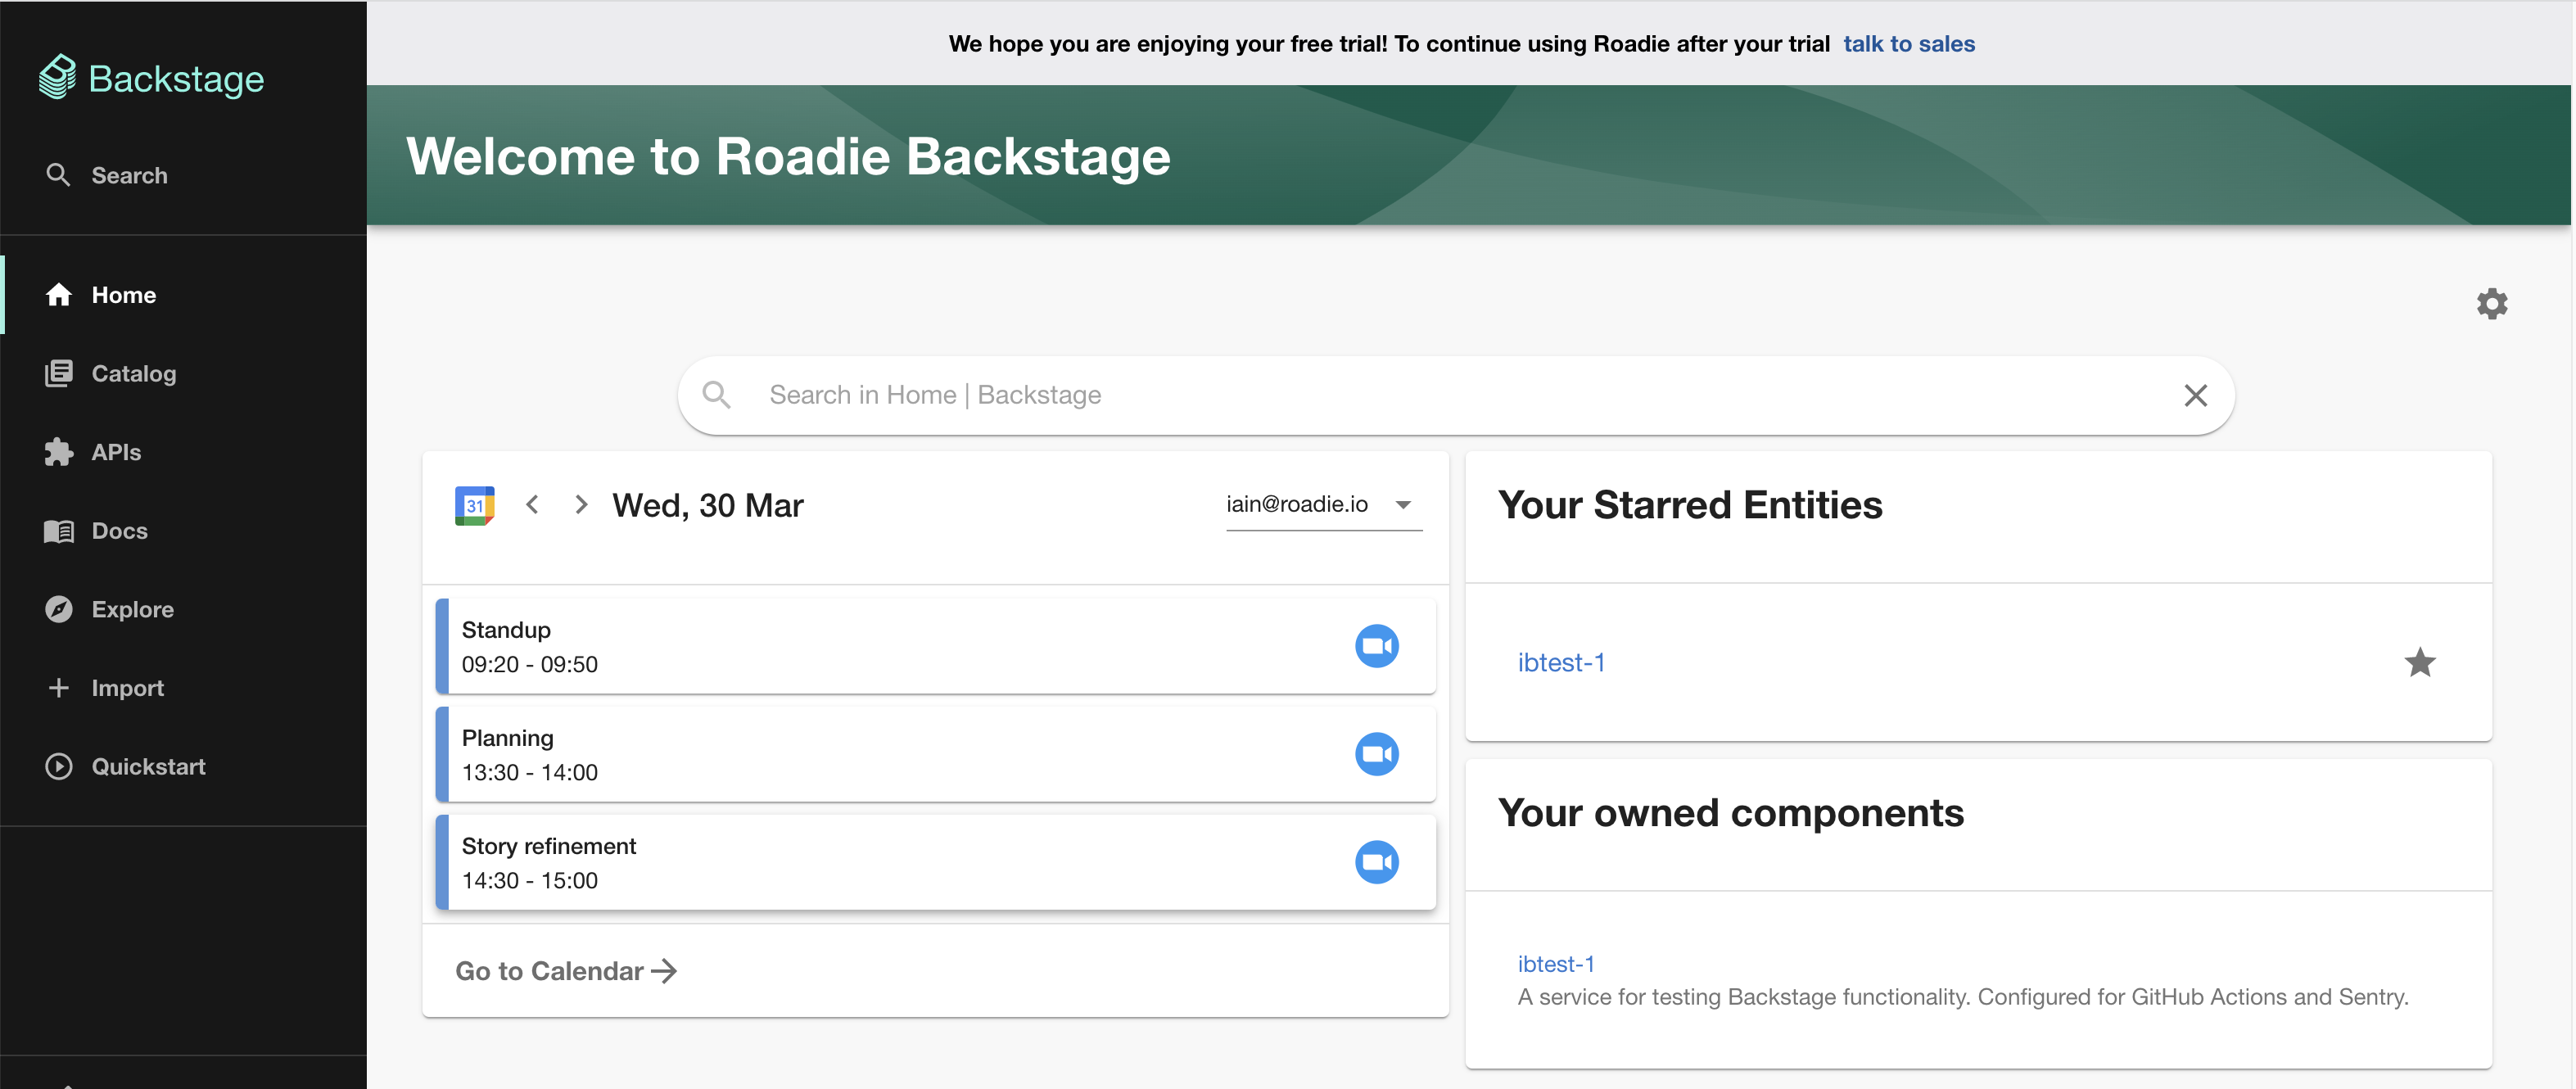 We hope you are enjoying your free trial! To continue using Roadie after your trial talk to sales
Backstage
Search
Home
Catalog
APIs
Docs
Explore
Import
Quickstart
Welcome to Roadie Backstage
Search in Home | Backstage
31
Wed, 30 Mar
iain@roadie.io
Standup
09:20 - 09:50
Planning
13:30 - 14:00
Story refinement
14:30 - 15:00
Go to Calendar
Your Starred Entities
ibtest-1
Your owned components
ibtest-1
A service for testing Backstage functionality. Configured for GitHub Actions and Sentry.